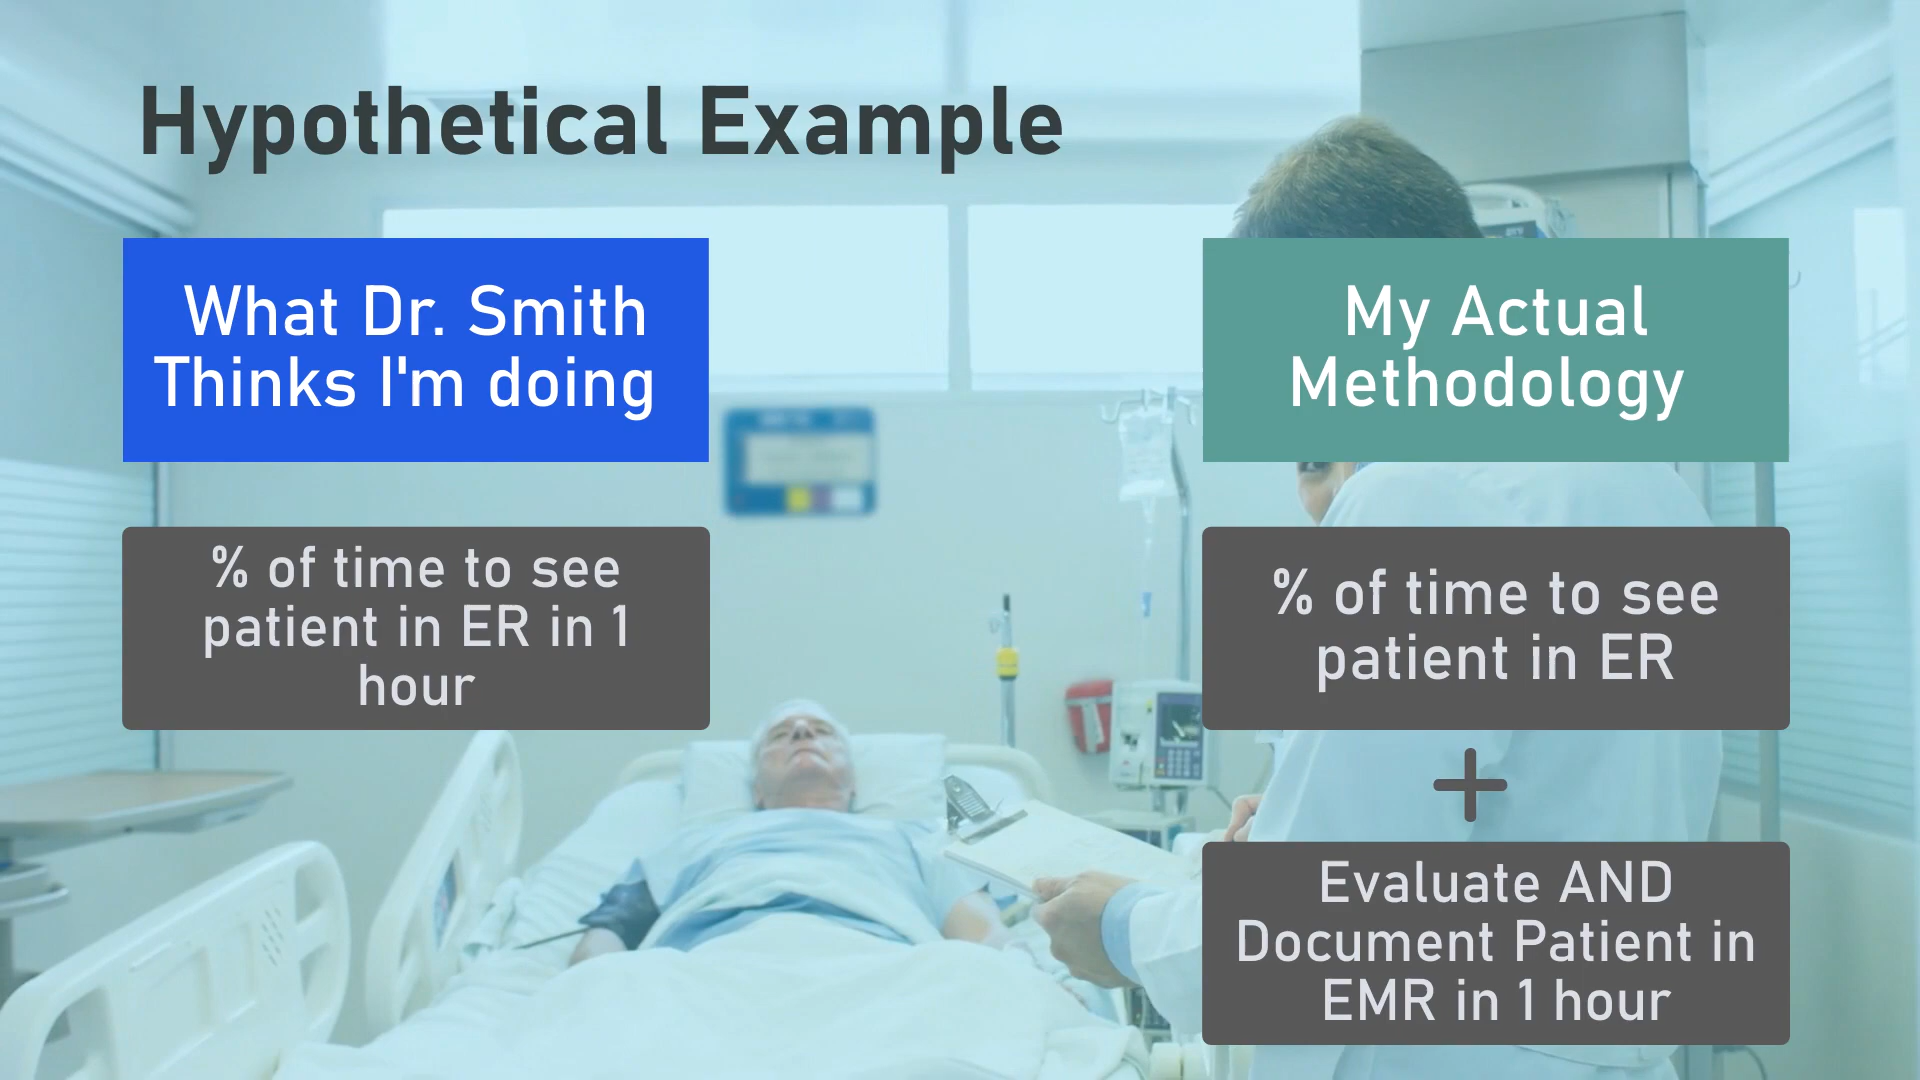 Hypothetical Example
What Dr. Smith
Thinks I'm doing
% of time to see
patient in ER in 1
hour
My Actual
Methodology
% of time to see
patient in ER
+
Evaluate AND
Document Patient in
EMR in 1 hour